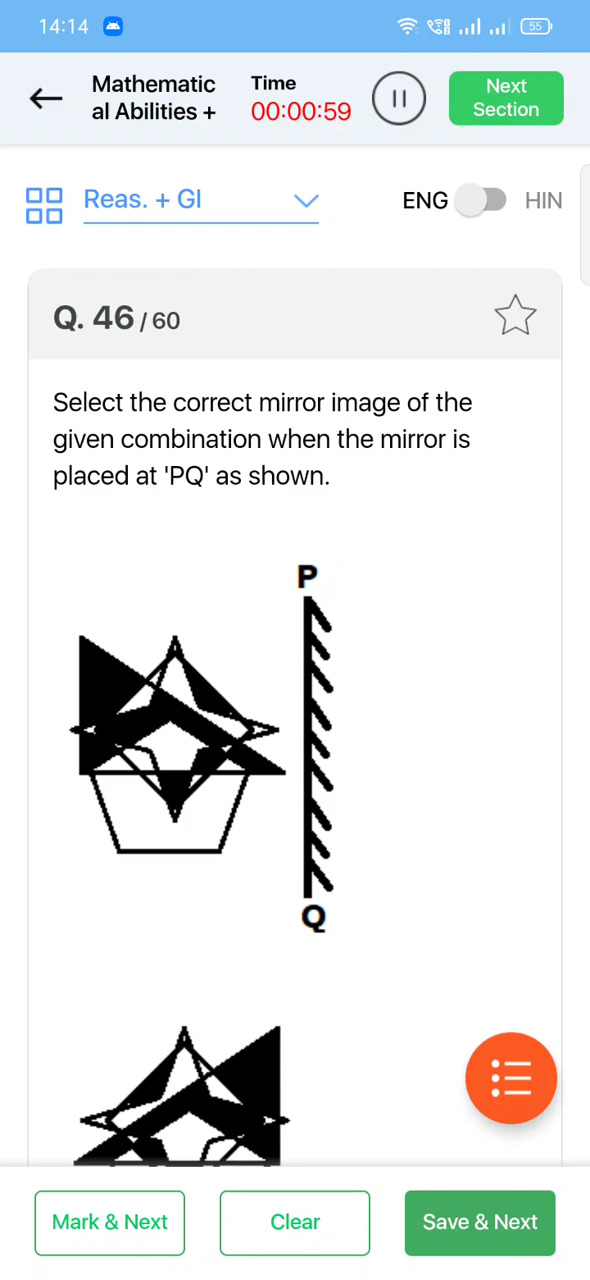 14:14
55
Mathematic
al Abilities +
Time
00:00:59
Next
Section
Reas. + GI
ENG
HIN
Q. 46 / 60
Select the correct mirror image of the
given combination when the mirror is
placed at 'PQ' as shown.
P
Q
Mark & Next
Clear
Save & Next